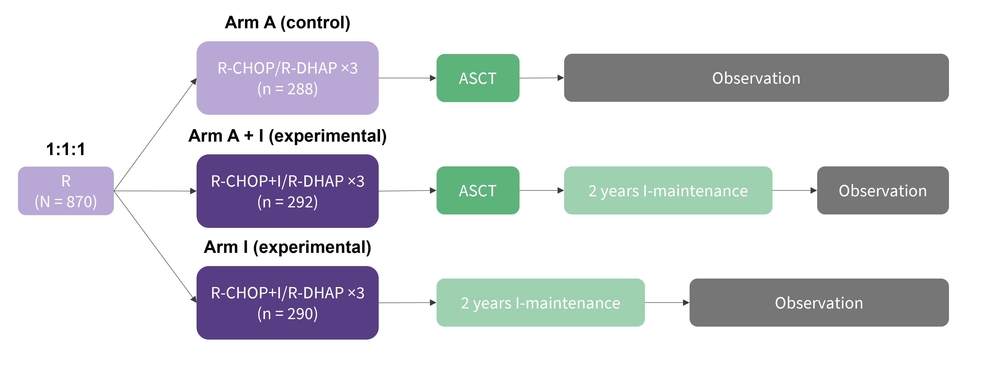 Arm A (control)
R-CHOP/R-DHAP ×3
(n = 288)
ASCT
Observation
1:1:1
R
(N = 870)
Arm A + I (experimental)
R-CHOP+I/R-DHAP ×3
(n = 292)
ASCT
2 years I-maintenance
Observation
Arm I (experimental)
R-CHOP+I/R-DHAP ×3
(n = 290)
2 years I-maintenance
Observation